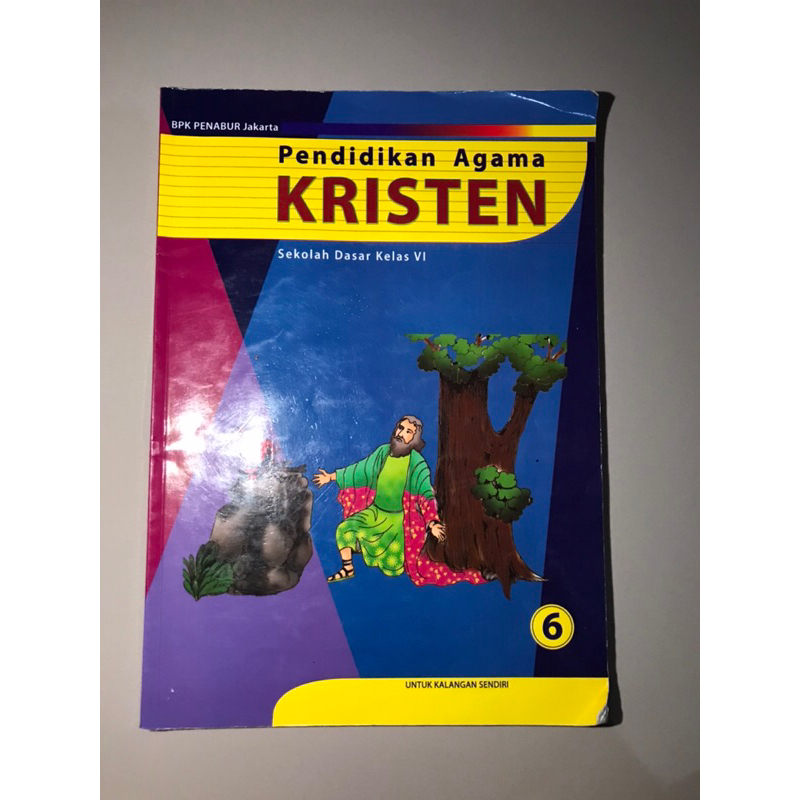 BPK PENABUR Jakarta
Pendidikan Agama
KRISTEN
Sekolah Dasar Kelas VI
6
UNTUK KALANGAN SENDIRI